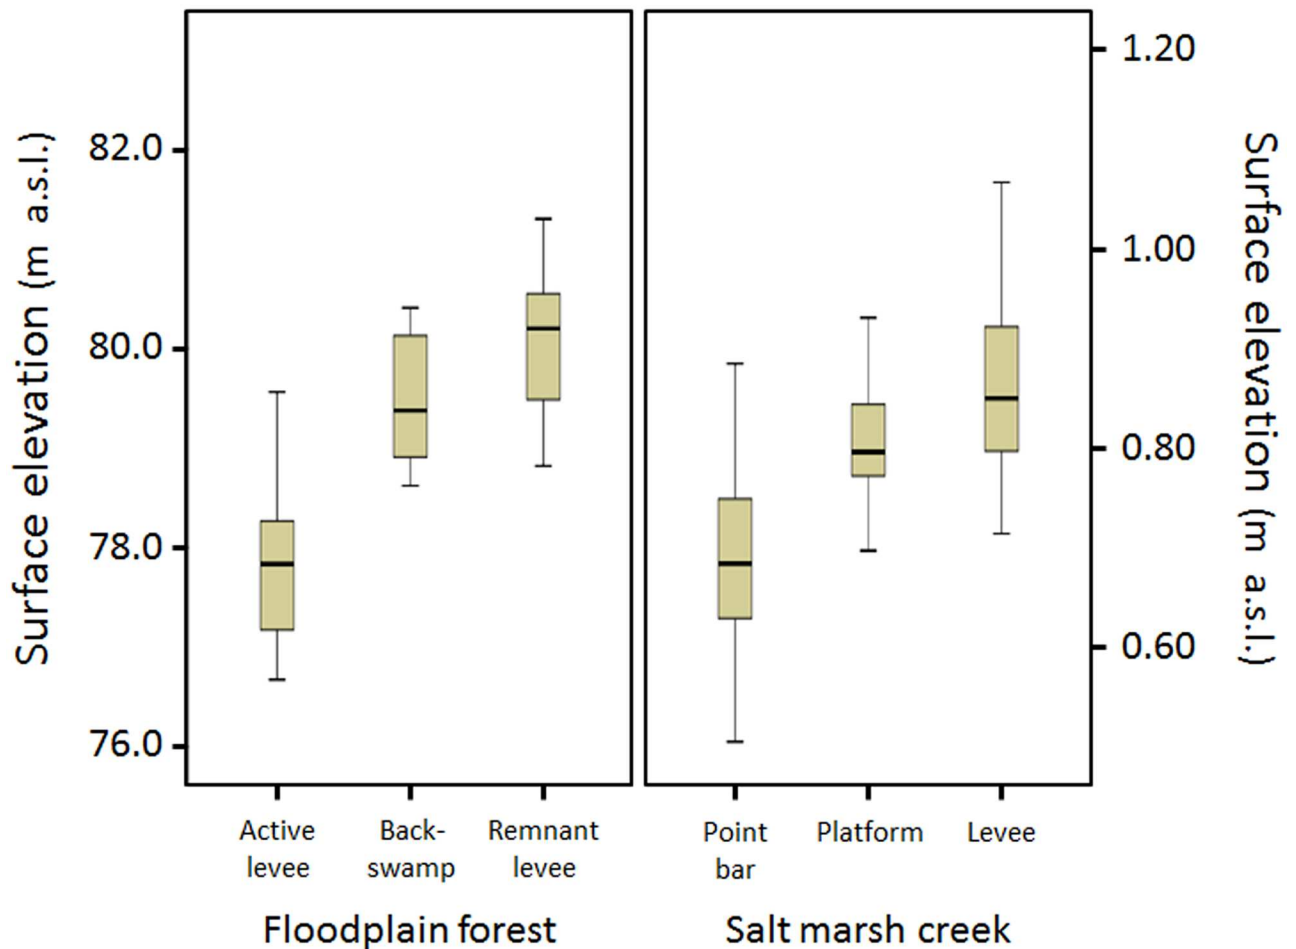 Surface elevation (m a.s.l.)
82.0
80.0
78.0
76.0
1.20
1.00
0.80
0.60
Surface elevation (m a.s.l.)
Active
levee
Back-
swamp
Remnant
levee
Point
bar
Platform
Levee
Floodplain forest
Salt marsh creek